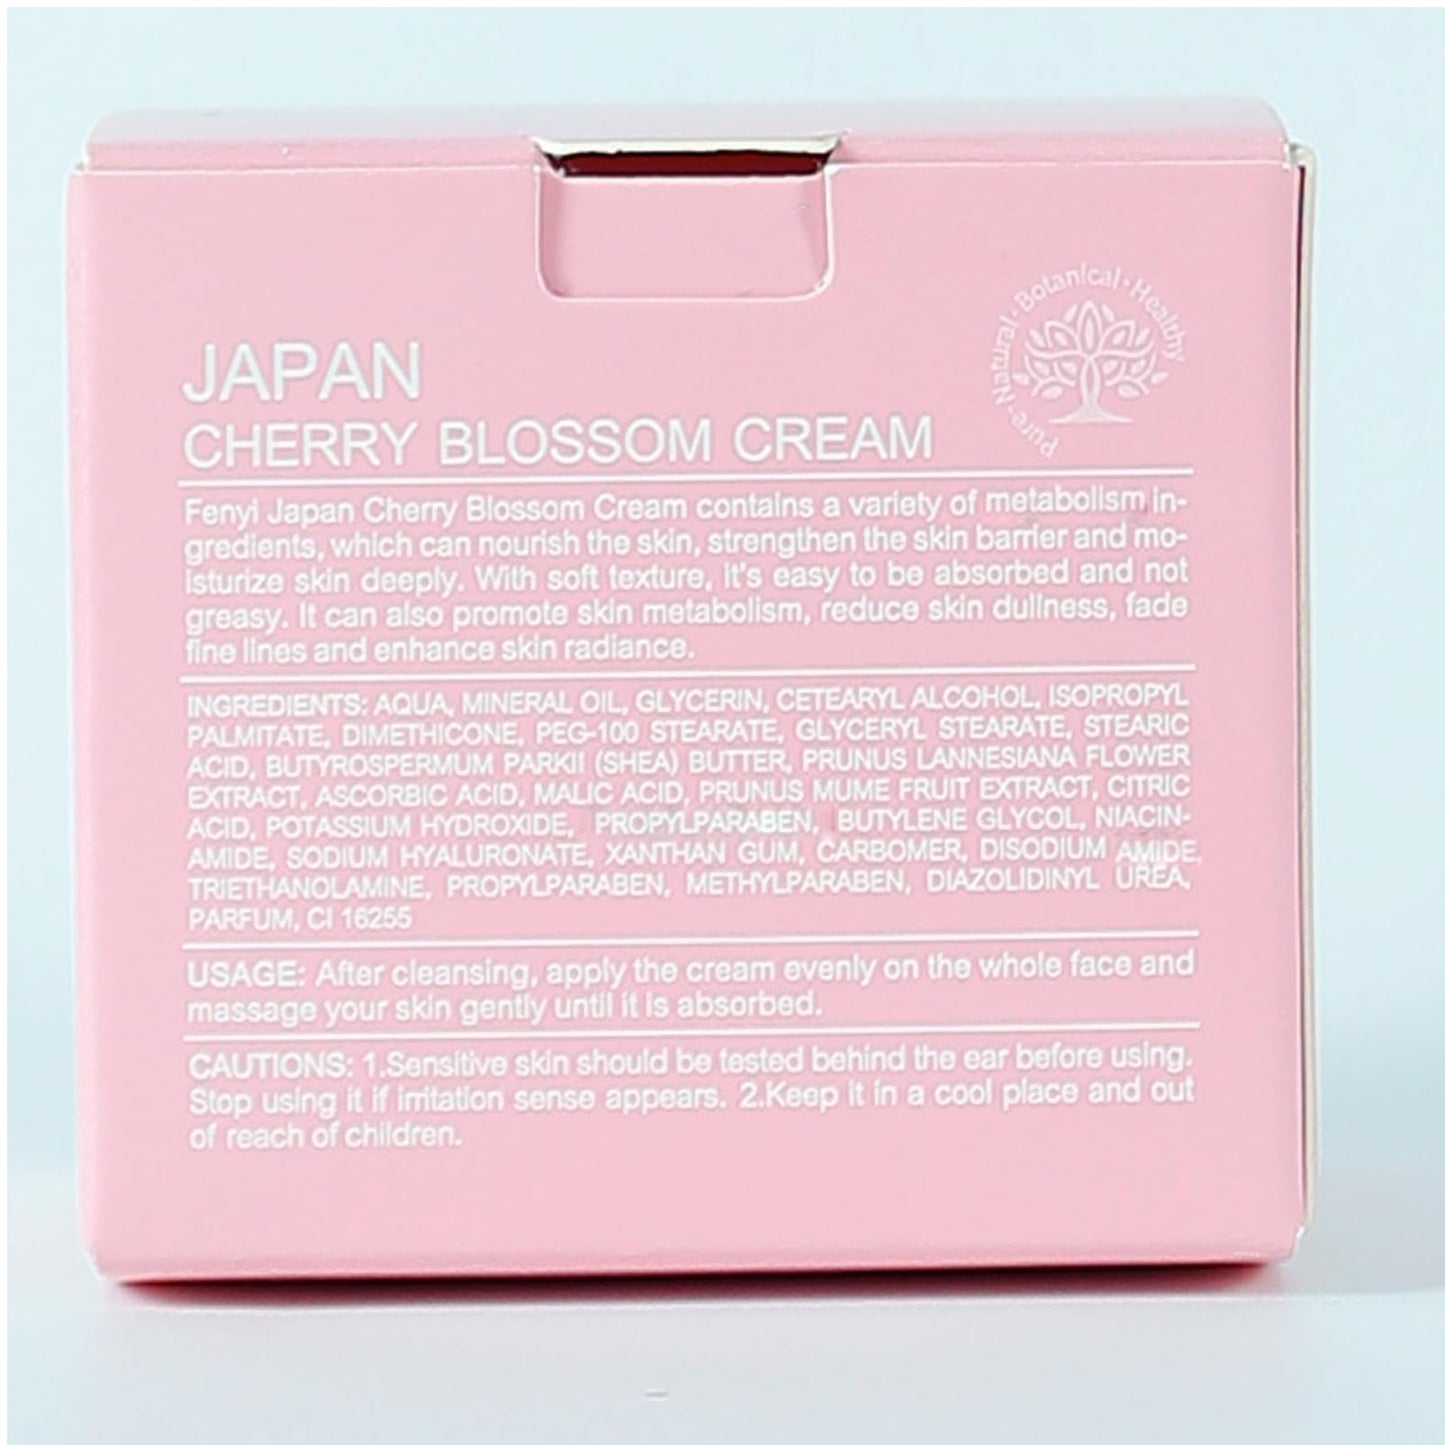 Pure · Natural · Botanical · Healthy
JAPAN
CHERRY BLOSSOM CREAM
Fenyi Japan Cherry Blossom Cream contains a variety of metabolism in-
gredients, which can nourish the skin, strengthen the skin barrier and mo-
isturize skin deeply. With soft texture, it's easy to be absorbed and not
greasy. It can also promote skin metabolism, reduce skin dullness, fade
fine lines and enhance skin radiance.
INGREDIENTS: AQUA, MINERAL OIL, GLYCERIN, CETEARYL ALCOHOL, ISOPROPYL
PALMITATE, DIMETHICONE, PEG-100 STEARATE, GLYCERYL STEARATE, STEARIC
ACID, BUTYROSPERMUM PARKII (SHEA) BUTTER, PRUNUS LANNESIANA FLOWER
EXTRACT, ASCORBIC ACID, MALIC ACID, PRUNUS MUME FRUIT EXTRACT, CITRIC
ACID, POTASSIUM HYDROXIDE, PROPYLPARABEN, BUTYLENE GLYCOL, NIACIN-
AMIDE, SODIUM HYALURONATE, XANTHAN GUM, CARBOMER, DISODIUM AMIDE,
TRIETHANOLAMINE, PROPYLPARABEN, METHYLPARABEN, DIAZOLIDINYL UREA,
PARFUM, CI 16255
USAGE: After cleansing, apply the cream evenly on the whole face and
massage your skin gently until it is absorbed.
CAUTIONS: 1.Sensitive skin should be tested behind the ear before using.
Stop using it if irritation sense appears. 2.Keep it in a cool place and out
of reach of children.